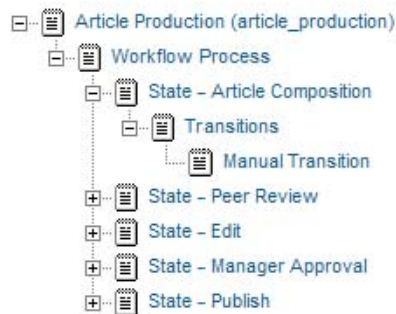 Article Production (article_production)
Workflow Process
State – Article Composition
Transitions
Manual Transition
State – Peer Review
State – Edit
State – Manager Approval
State – Publish